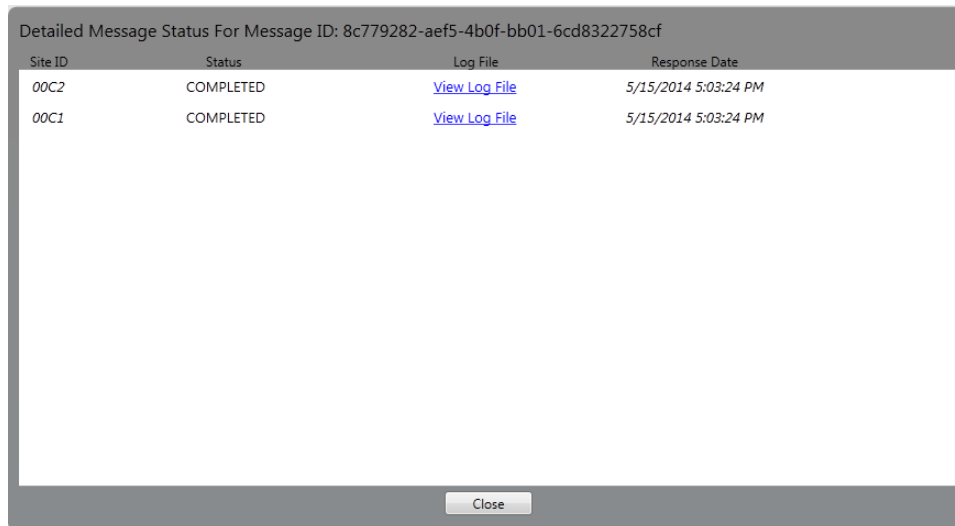 Detailed Message Status For Message ID: 8c779282-aef5-4b0f-bb01-6cd8322758cf
Site ID Status Log File Response Date
00C2 COMPLETED View Log File 5/15/2014 5:03:24 PM
00C1 COMPLETED View Log File 5/15/2014 5:03:24 PM
Close